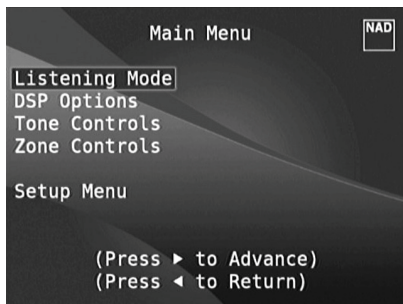 Main Menu
NAD
Listening Mode
DSP Options
Tone Controls
Zone Controls
Setup Menu
(Press ► to Advance)
(Press ◄ to Return)